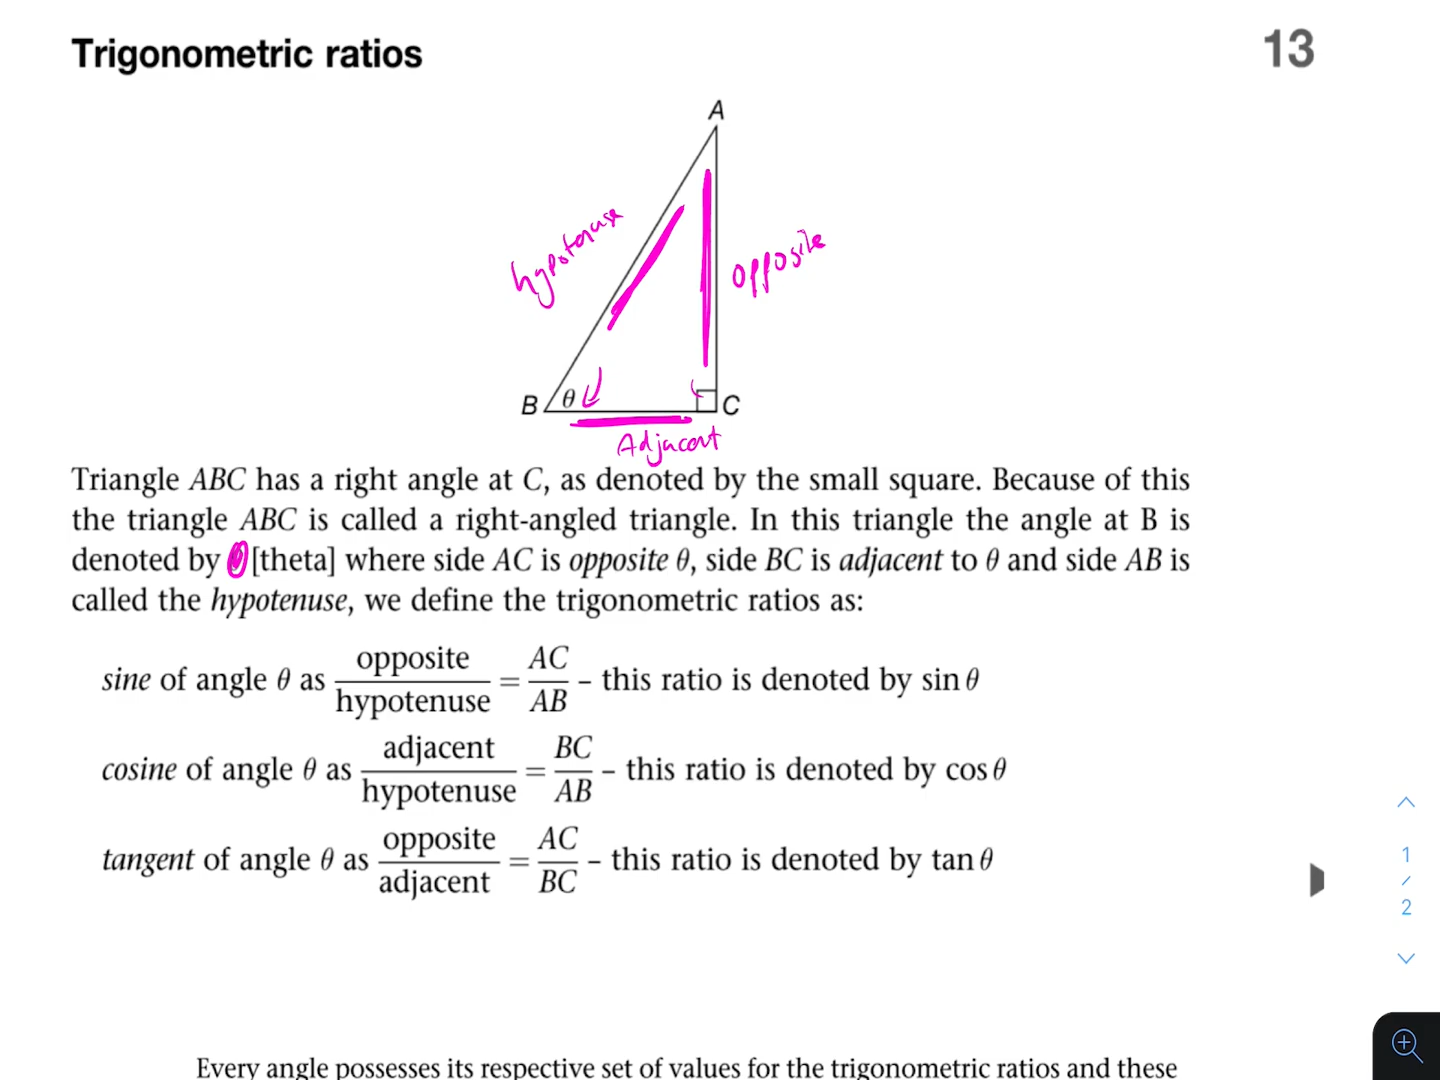 Trigonometric ratios 13
A
hypotenuse
opposite
B θ C
Adjacent
Triangle ABC has a right angle at C, as denoted by the small square. Because of this
the triangle ABC is called a right-angled triangle. In this triangle the angle at B is
denoted by θ [theta] where side AC is opposite θ, side BC is adjacent to θ and side AB is
called the hypotenuse, we define the trigonometric ratios as:
sine of angle θ as opposite/hypotenuse = AC/AB – this ratio is denoted by sin θ
cosine of angle θ as adjacent/hypotenuse = BC/AB – this ratio is denoted by cos θ
tangent of angle θ as opposite/adjacent = AC/BC – this ratio is denoted by tan θ
1
/
2
Every angle possesses its respective set of values for the trigonometric ratios and these